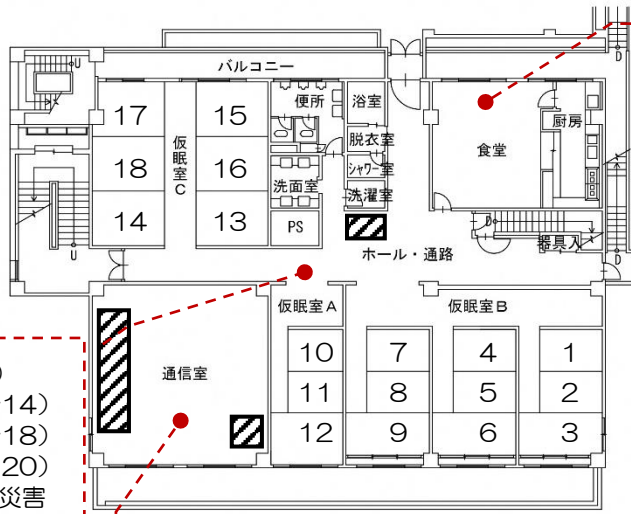 バルコニー
U
D
17
15
便所
浴室
厨房
仮眠室C
脱衣室
食堂
18
16
シャワー室
洗面室
洗濯室
14
13
PS
D
U
ホール・通路
器具入
D
仮眠室A
仮眠室B
通信室
10
7
4
1
11
8
5
2
12
9
6
3
)
14)
18)
20)
災害